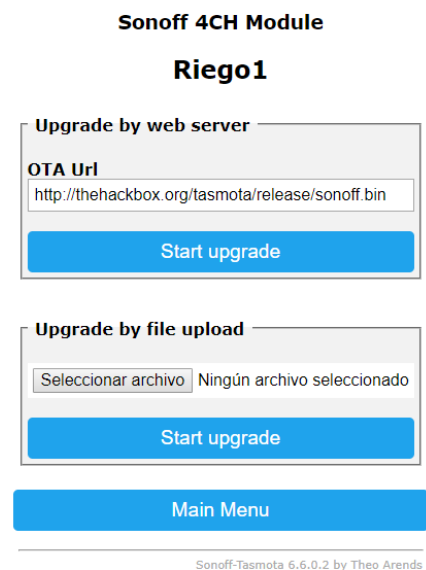 Sonoff 4CH Module
Riego1
Upgrade by web server
OTA Url
http://thehackbox.org/tasmota/release/sonoff.bin
Start upgrade
Upgrade by file upload
Seleccionar archivo Ningún archivo seleccionado
Start upgrade
Main Menu
Sonoff-Tasmota 6.6.0.2 by Theo Arends